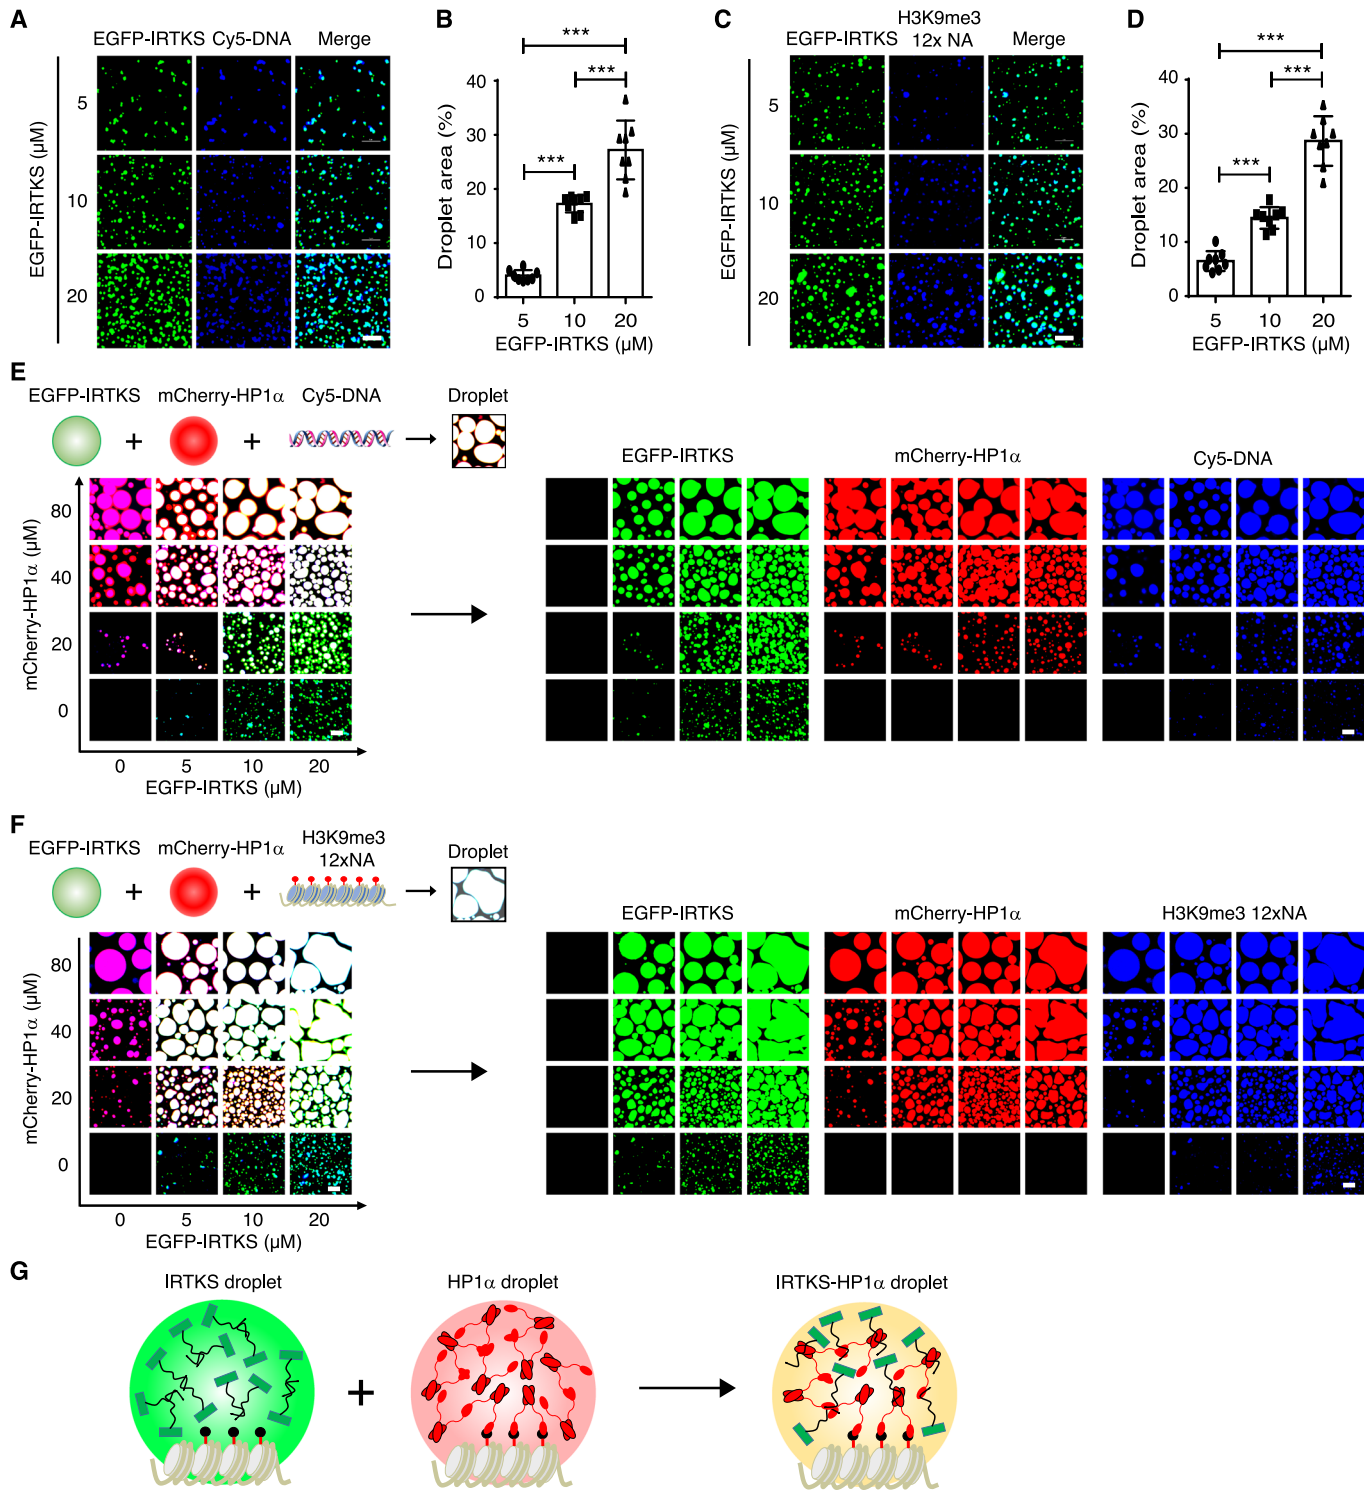 A
EGFP-IRTKS Cy5-DNA Merge
EGFP-IRTKS (μM)
5
10
20
B
***
***
***
Droplet area (%)
40
30
20
10
0
5 10 20
EGFP-IRTKS (μM)
C
H3K9me3
EGFP-IRTKS 12x NA Merge
EGFP-IRTKS (μM)
5
10
20
D
***
***
***
Droplet area (%)
40
30
20
10
0
5 10 20
EGFP-IRTKS (μM)
E
EGFP-IRTKS mCherry-HP1α Cy5-DNA Droplet
+ +
EGFP-IRTKS mCherry-HP1α Cy5-DNA
mCherry-HP1α (μM)
80
40
20
0
0 5 10 20
EGFP-IRTKS (μM)
F
H3K9me3
EGFP-IRTKS mCherry-HP1α 12xNA Droplet
+ +
EGFP-IRTKS mCherry-HP1α H3K9me3 12xNA
mCherry-HP1α (μM)
80
40
20
0
0 5 10 20
EGFP-IRTKS (μM)
G
IRTKS droplet HP1α droplet IRTKS-HP1α droplet
+